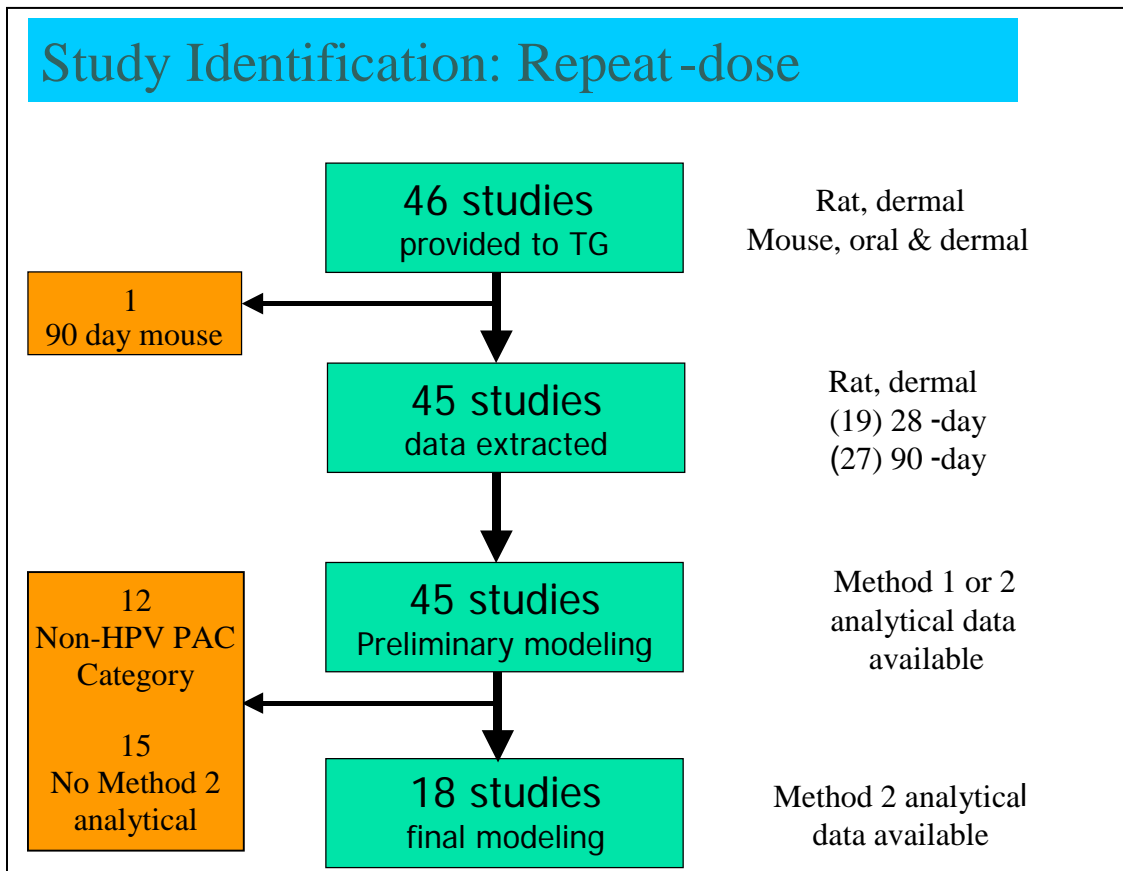 Study Identification: Repeat-dose
46 studies
provided to TG
Rat, dermal
Mouse, oral & dermal
1
90 day mouse
45 studies
data extracted
Rat, dermal
(19) 28-day
(27) 90-day
12
Non-HPV PAC
Category
15
No Method 2
analytical
45 studies
Preliminary modeling
Method 1 or 2
analytical data
available
18 studies
final modeling
Method 2 analytical
data available